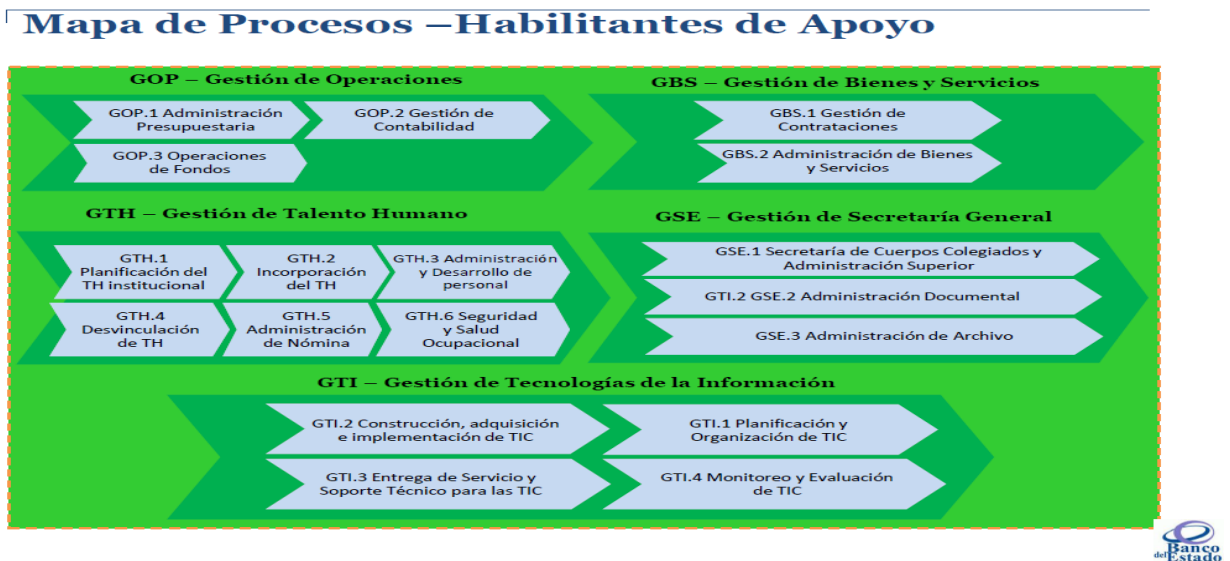 Mapa de Procesos –Habilitantes de Apoyo
GOP – Gestión de Operaciones
GOP.1 Administración
Presupuestaria
GOP.2 Gestión de
Contabilidad
GOP.3 Operaciones
de Fondos
GBS – Gestión de Bienes y Servicios
GBS.1 Gestión de
Contrataciones
GBS.2 Administración de Bienes
y Servicios
GTH – Gestión de Talento Humano
GTH.1
Planificación del
TH institucional
GTH.2
Incorporación
del TH
GTH.3 Administración
y Desarrollo de
personal
GTH.4
Desvinculación
de TH
GTH.5
Administración
de Nómina
GTH.6 Seguridad
y Salud
Ocupacional
GSE – Gestión de Secretaría General
GSE.1 Secretaría de Cuerpos Colegiados y
Administración Superior
GTI.2 GSE.2 Administración Documental
GSE.3 Administración de Archivo
GTI – Gestión de Tecnologías de la Información
GTI.2 Construcción, adquisición
e implementación de TIC
GTI.1 Planificación y
Organización de TIC
GTI.3 Entrega de Servicio y
Soporte Técnico para las TIC
GTI.4 Monitoreo y Evaluación
de TIC
Banco
del Estado